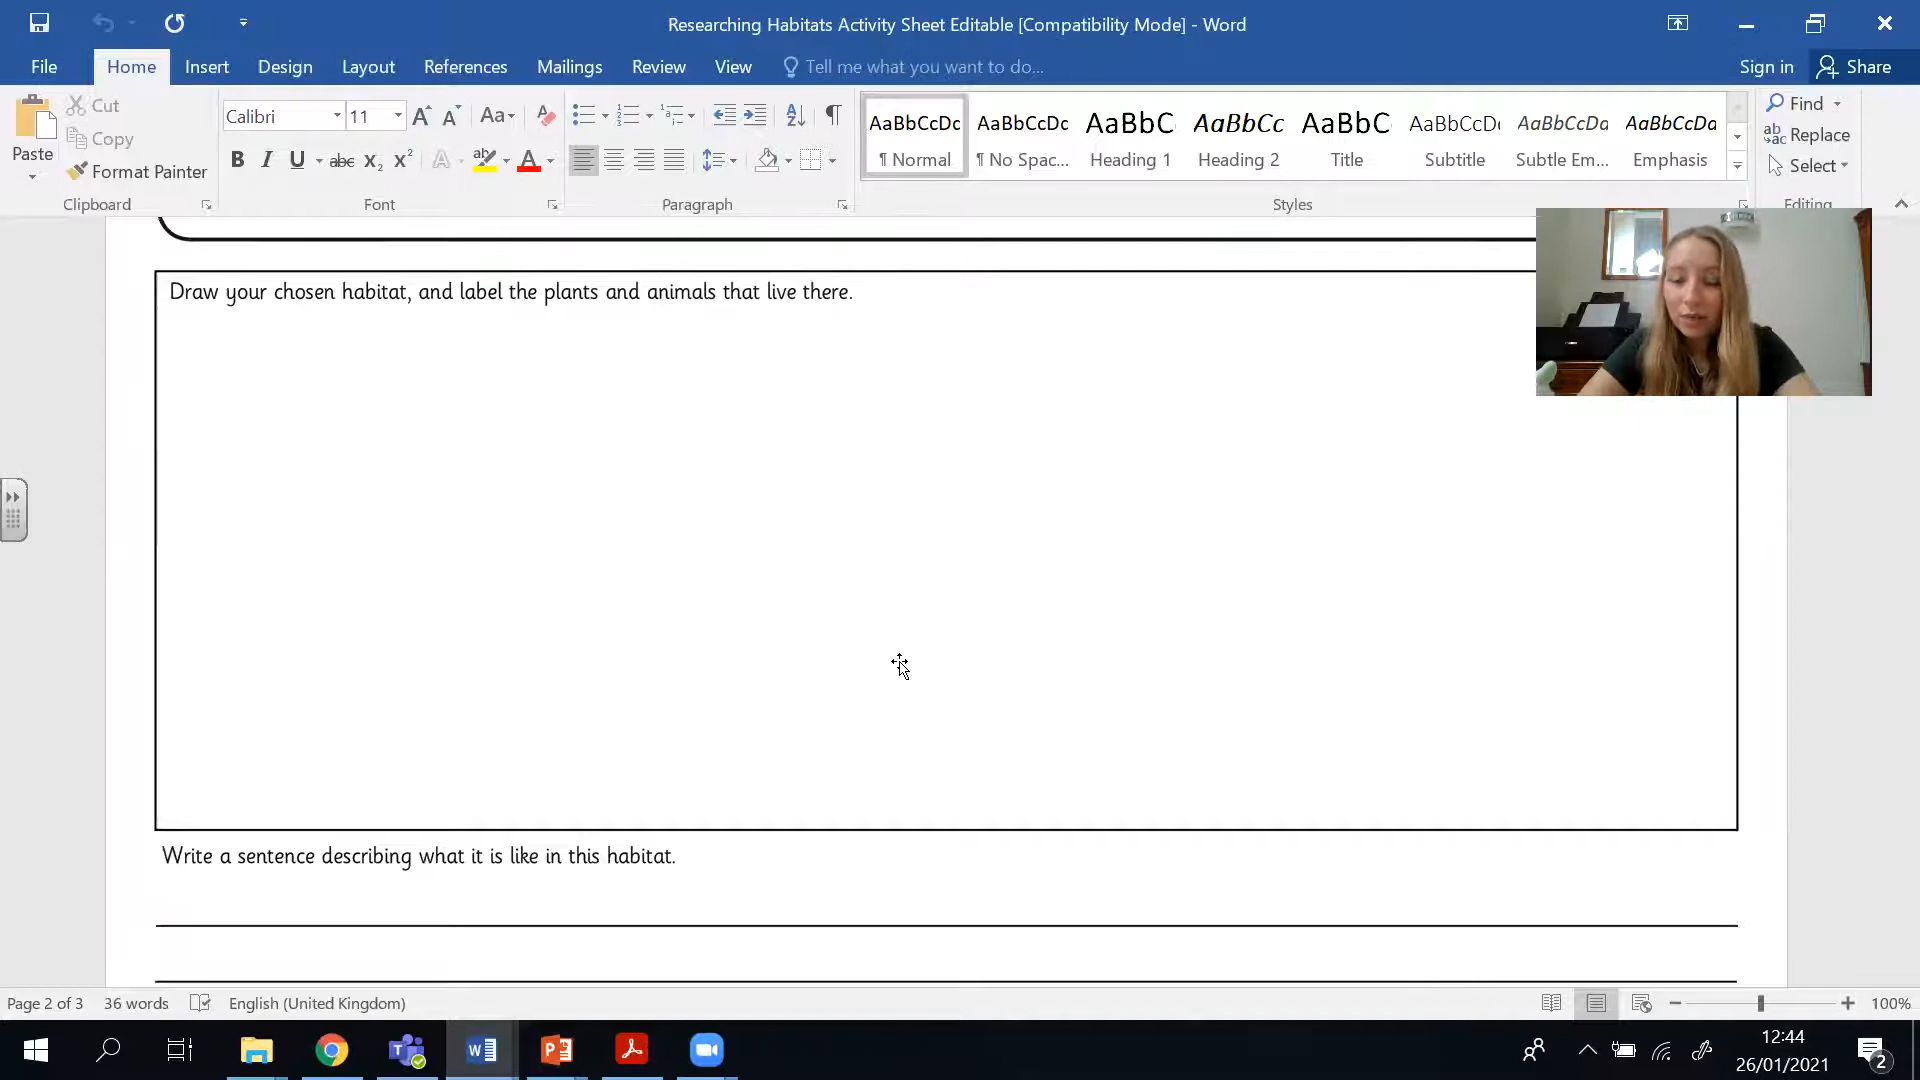 Researching Habitats Activity Sheet Editable [Compatibility Mode] - Word
File Home Insert Design Layout References Mailings Review View Tell me what you want to do... Sign in Share
Paste
Cut
Copy
Format Painter
Clipboard
Calibri 11
Font
Paragraph
AaBbCcDc AaBbCcDc AaBbC AaBbCc AaBbC AaBbCcD AaBbCcDa AaBbCcDa
¶ Normal ¶ No Spac... Heading 1 Heading 2 Title Subtitle Subtle Em... Emphasis
Styles
Find
Replace
Select
Editing
Draw your chosen habitat, and label the plants and animals that live there.
Write a sentence describing what it is like in this habitat.
Page 2 of 3 36 words English (United Kingdom) 100%
12:44
26/01/2021
2